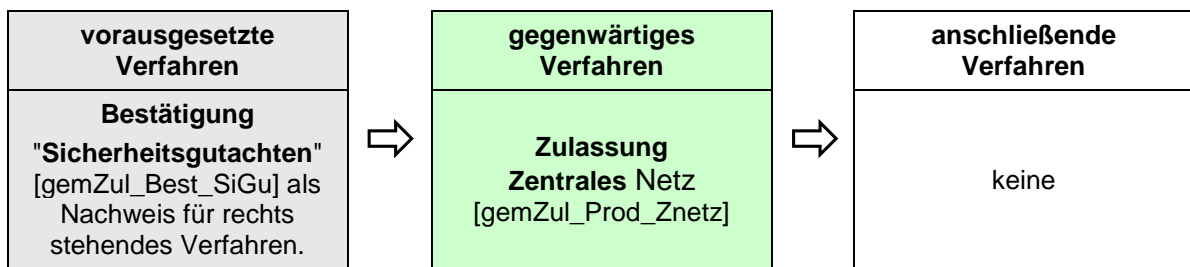 vorausgesetzte
Verfahren
Bestätigung
"Sicherheitsgutachten"
[gemZul_Best_SiGu] als
Nachweis für rechts
stehendes Verfahren.
gegenwärtiges
Verfahren
Zulassung
Zentrales Netz
[gemZul_Prod_Znetz]
anschließende
Verfahren
keine